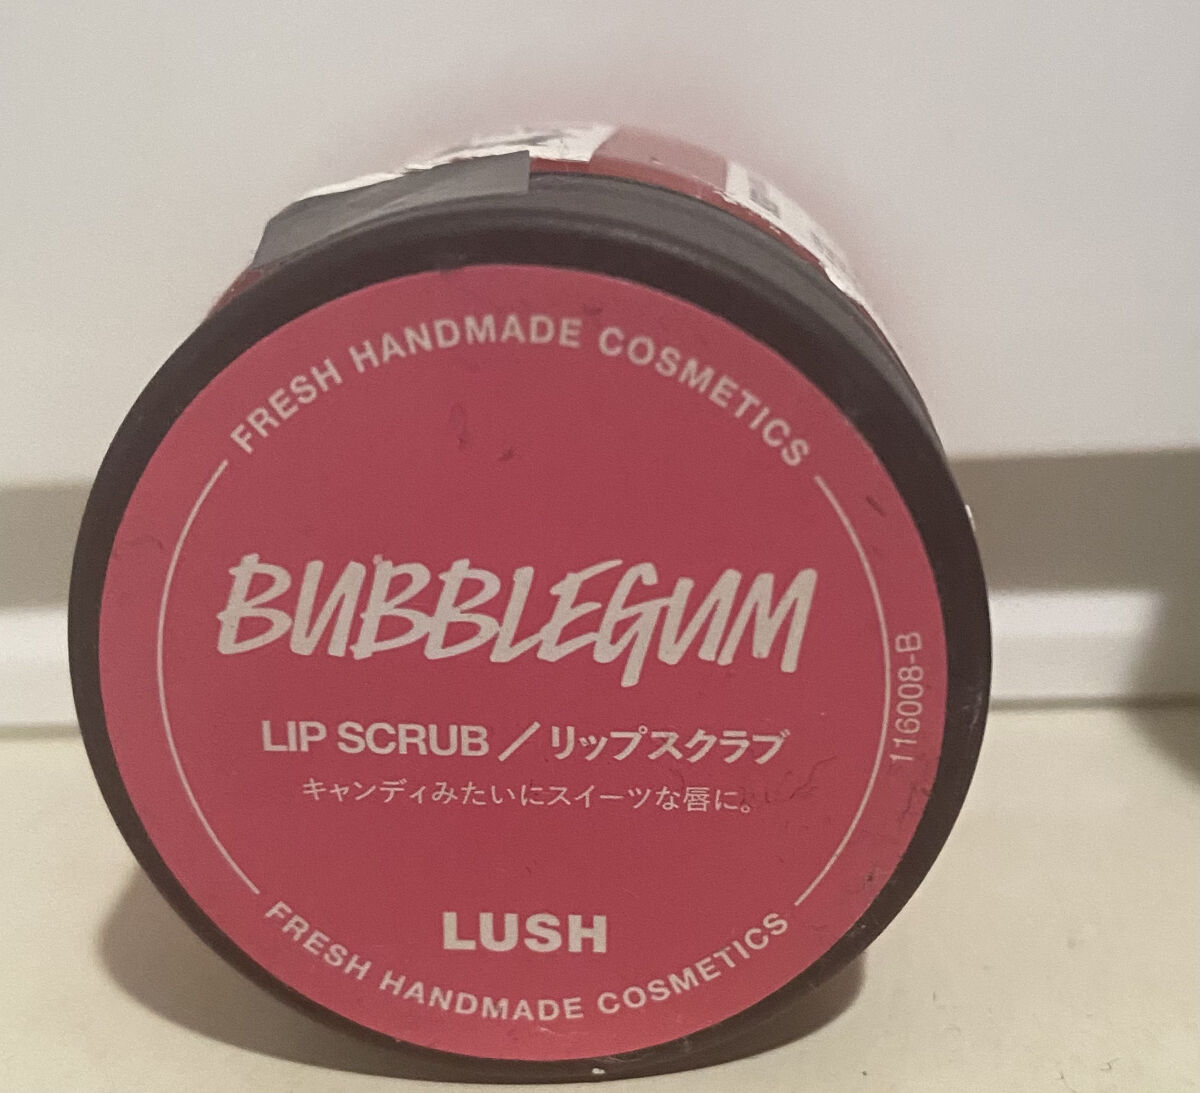 FRESH HANDMADE COSMETICS
BUBBLEGUM
LIP SCRUB／リップスクラブ
キャンディみたいにスイーツな唇に。
116008-B
LUSH
FRESH HANDMADE COSMETICS